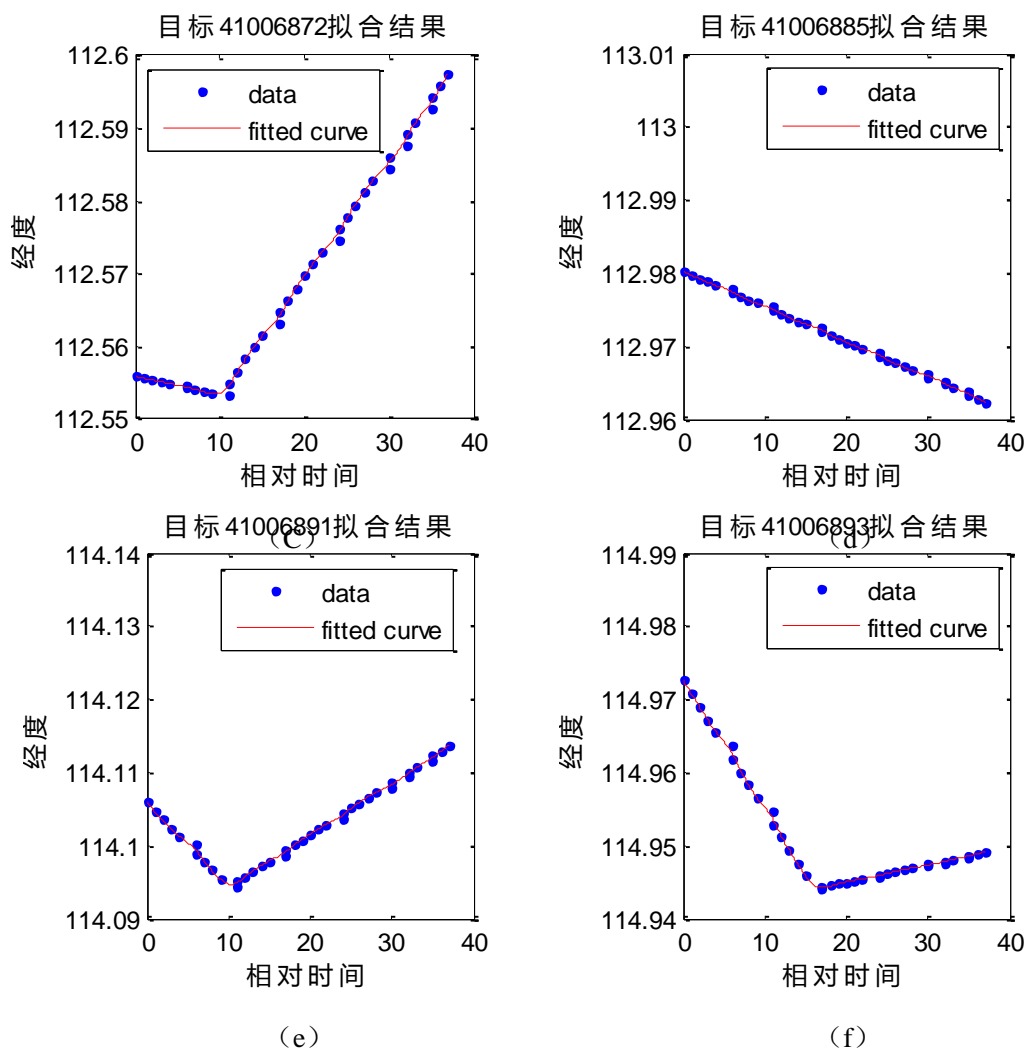 目标41006872拟合结果
112.6
112.59
112.58
112.57
112.56
112.55
经度
data
fitted curve
0
10
20
30
40
相对时间
目标41006885拟合结果
113.01
113
112.99
112.98
112.97
112.96
经度
data
fitted curve
0
10
20
30
40
相对时间
（C）
（d）
目标41006891拟合结果
114.14
114.13
114.12
114.11
114.1
114.09
经度
data
fitted curve
0
10
20
30
40
相对时间
目标41006893拟合结果
114.99
114.98
114.97
114.96
114.95
114.94
经度
data
fitted curve
0
10
20
30
40
相对时间
（e）
（f）